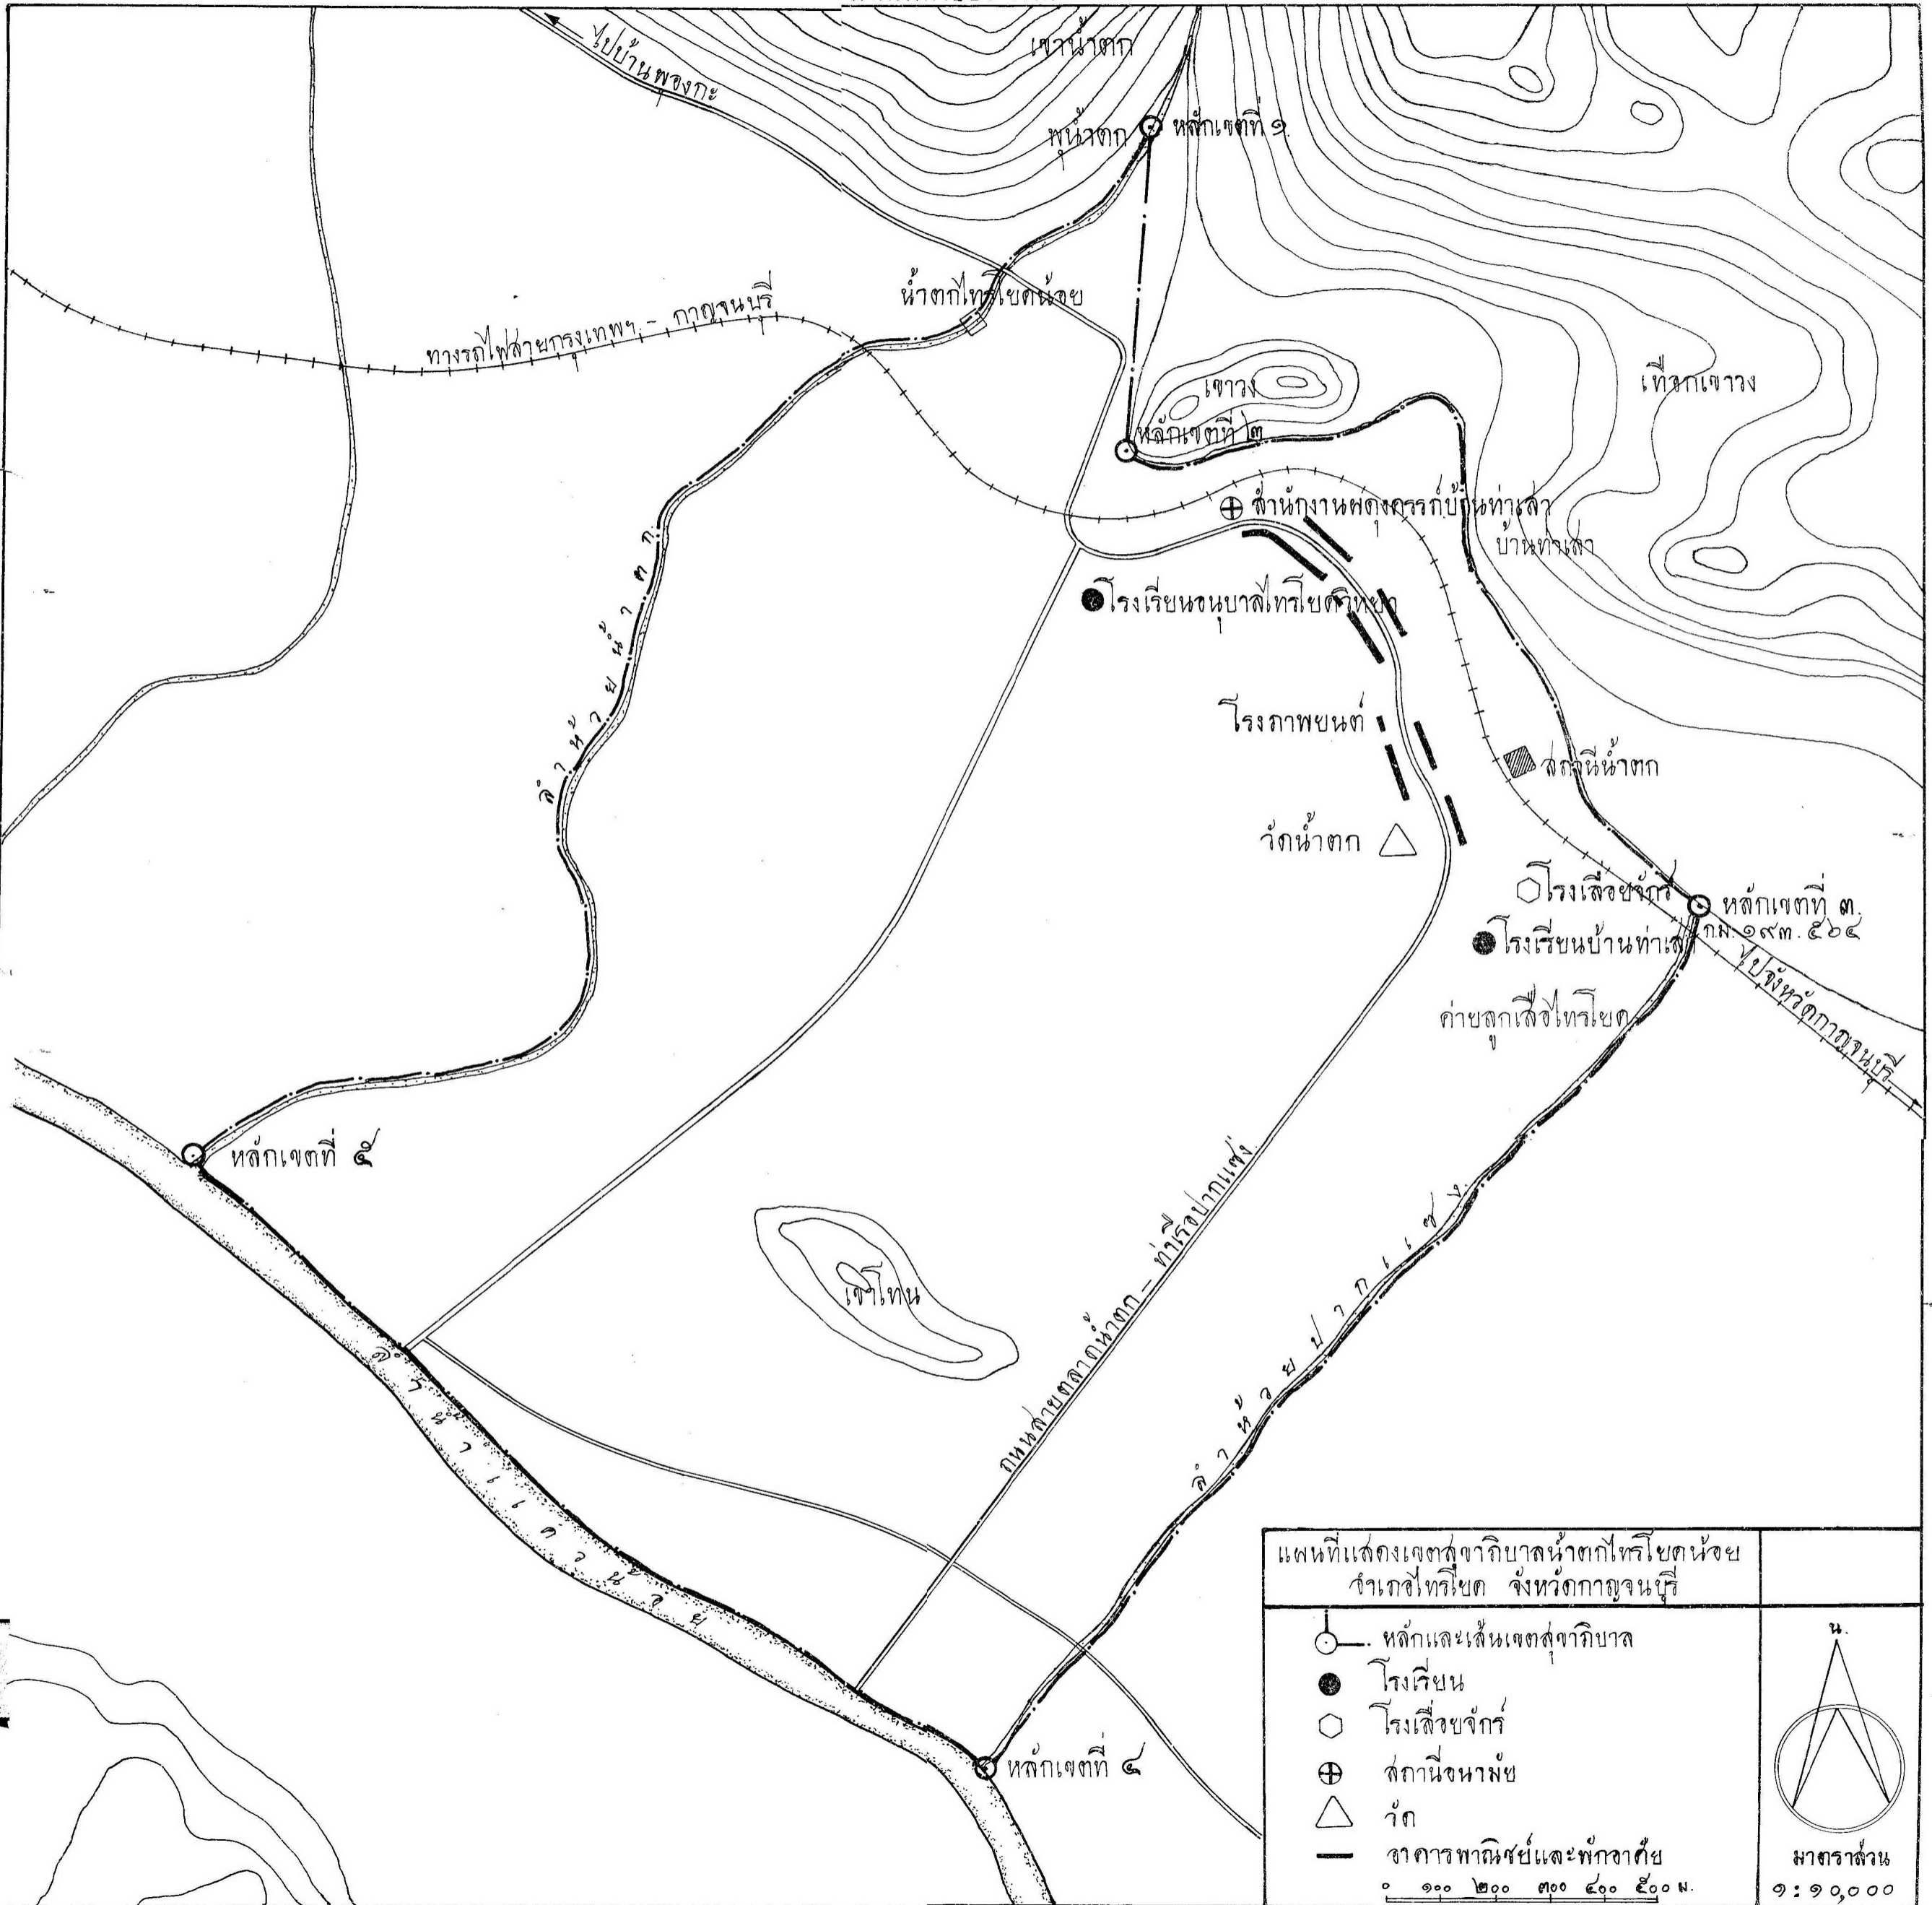 ไปบ้านพองกะ
เขาน้ำตก
พุน้ำตก
หลักเขตที่ ๑
น้ำตกไทรโยคน้อย
ทางรถไฟสายกรุงเทพฯ - กาญจนบุรี
เขาวง
เทือกเขาวง
หลักเขตที่ ๒
สำนักงานผดุงครรภ์บ้านท่าเสา
บ้านท่าเสา
โรงเรียนอนุบาลไทรโยควิทยา
ลำห้วยน้ำตก
โรงภาพยนต์
สถานีน้ำตก
วัดน้ำตก
โรงเลื่อยจักร์
หลักเขตที่ ๓.
กม. ๑๙๓.๕๖๔
โรงเรียนบ้านท่าเสา
ไปจังหวัดกาญจนบุรี
ค่ายลูกเสือไทรโยค
หลักเขตที่ ๕
เขาโทน
ถนนสายตลาดน้ำตก - ท่าเรือปากแซ่ง
ลำห้วยปากแซ่ง
ลำน้ำแควน้อย
หลักเขตที่ ๔
แผนที่แสดงเขตสุขาภิบาลน้ำตกไทรโยคน้อย
อำเภอไทรโยค จังหวัดกาญจนบุรี
หลักและเส้นเขตสุขาภิบาล
โรงเรียน
โรงเลื่อยจักร์
สถานีอนามัย
วัด
อาคารพาณิชย์และพักอาศัย
๐ ๑๐๐ ๒๐๐ ๓๐๐ ๔๐๐ ๕๐๐ ม.
น.
มาตราส่วน
๑:๑๐,๐๐๐